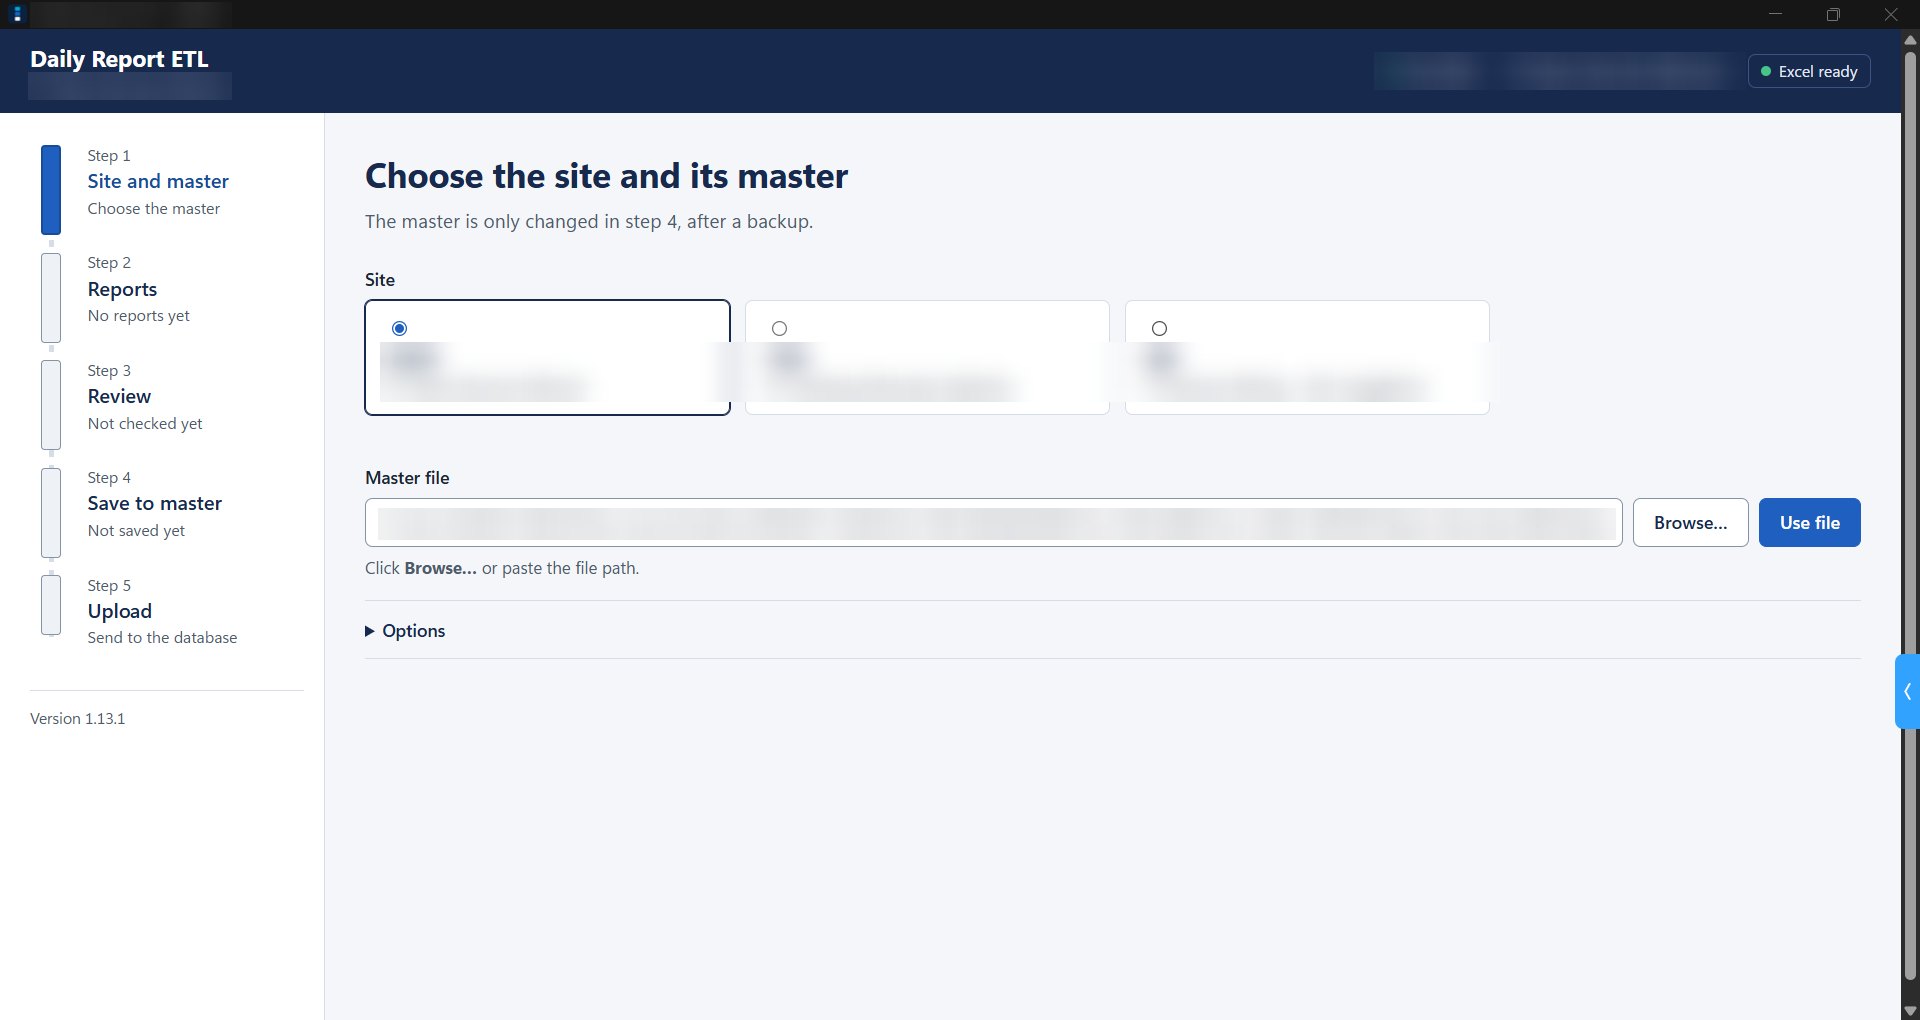 Daily Report ETL
Excel ready
Step 1
Site and master
Choose the master
Step 2
Reports
No reports yet
Step 3
Review
Not checked yet
Step 4
Save to master
Not saved yet
Step 5
Upload
Send to the database
Version 1.13.1
Choose the site and its master
The master is only changed in step 4, after a backup.
Site
Master file
Browse...
Use file
Click Browse... or paste the file path.
Options